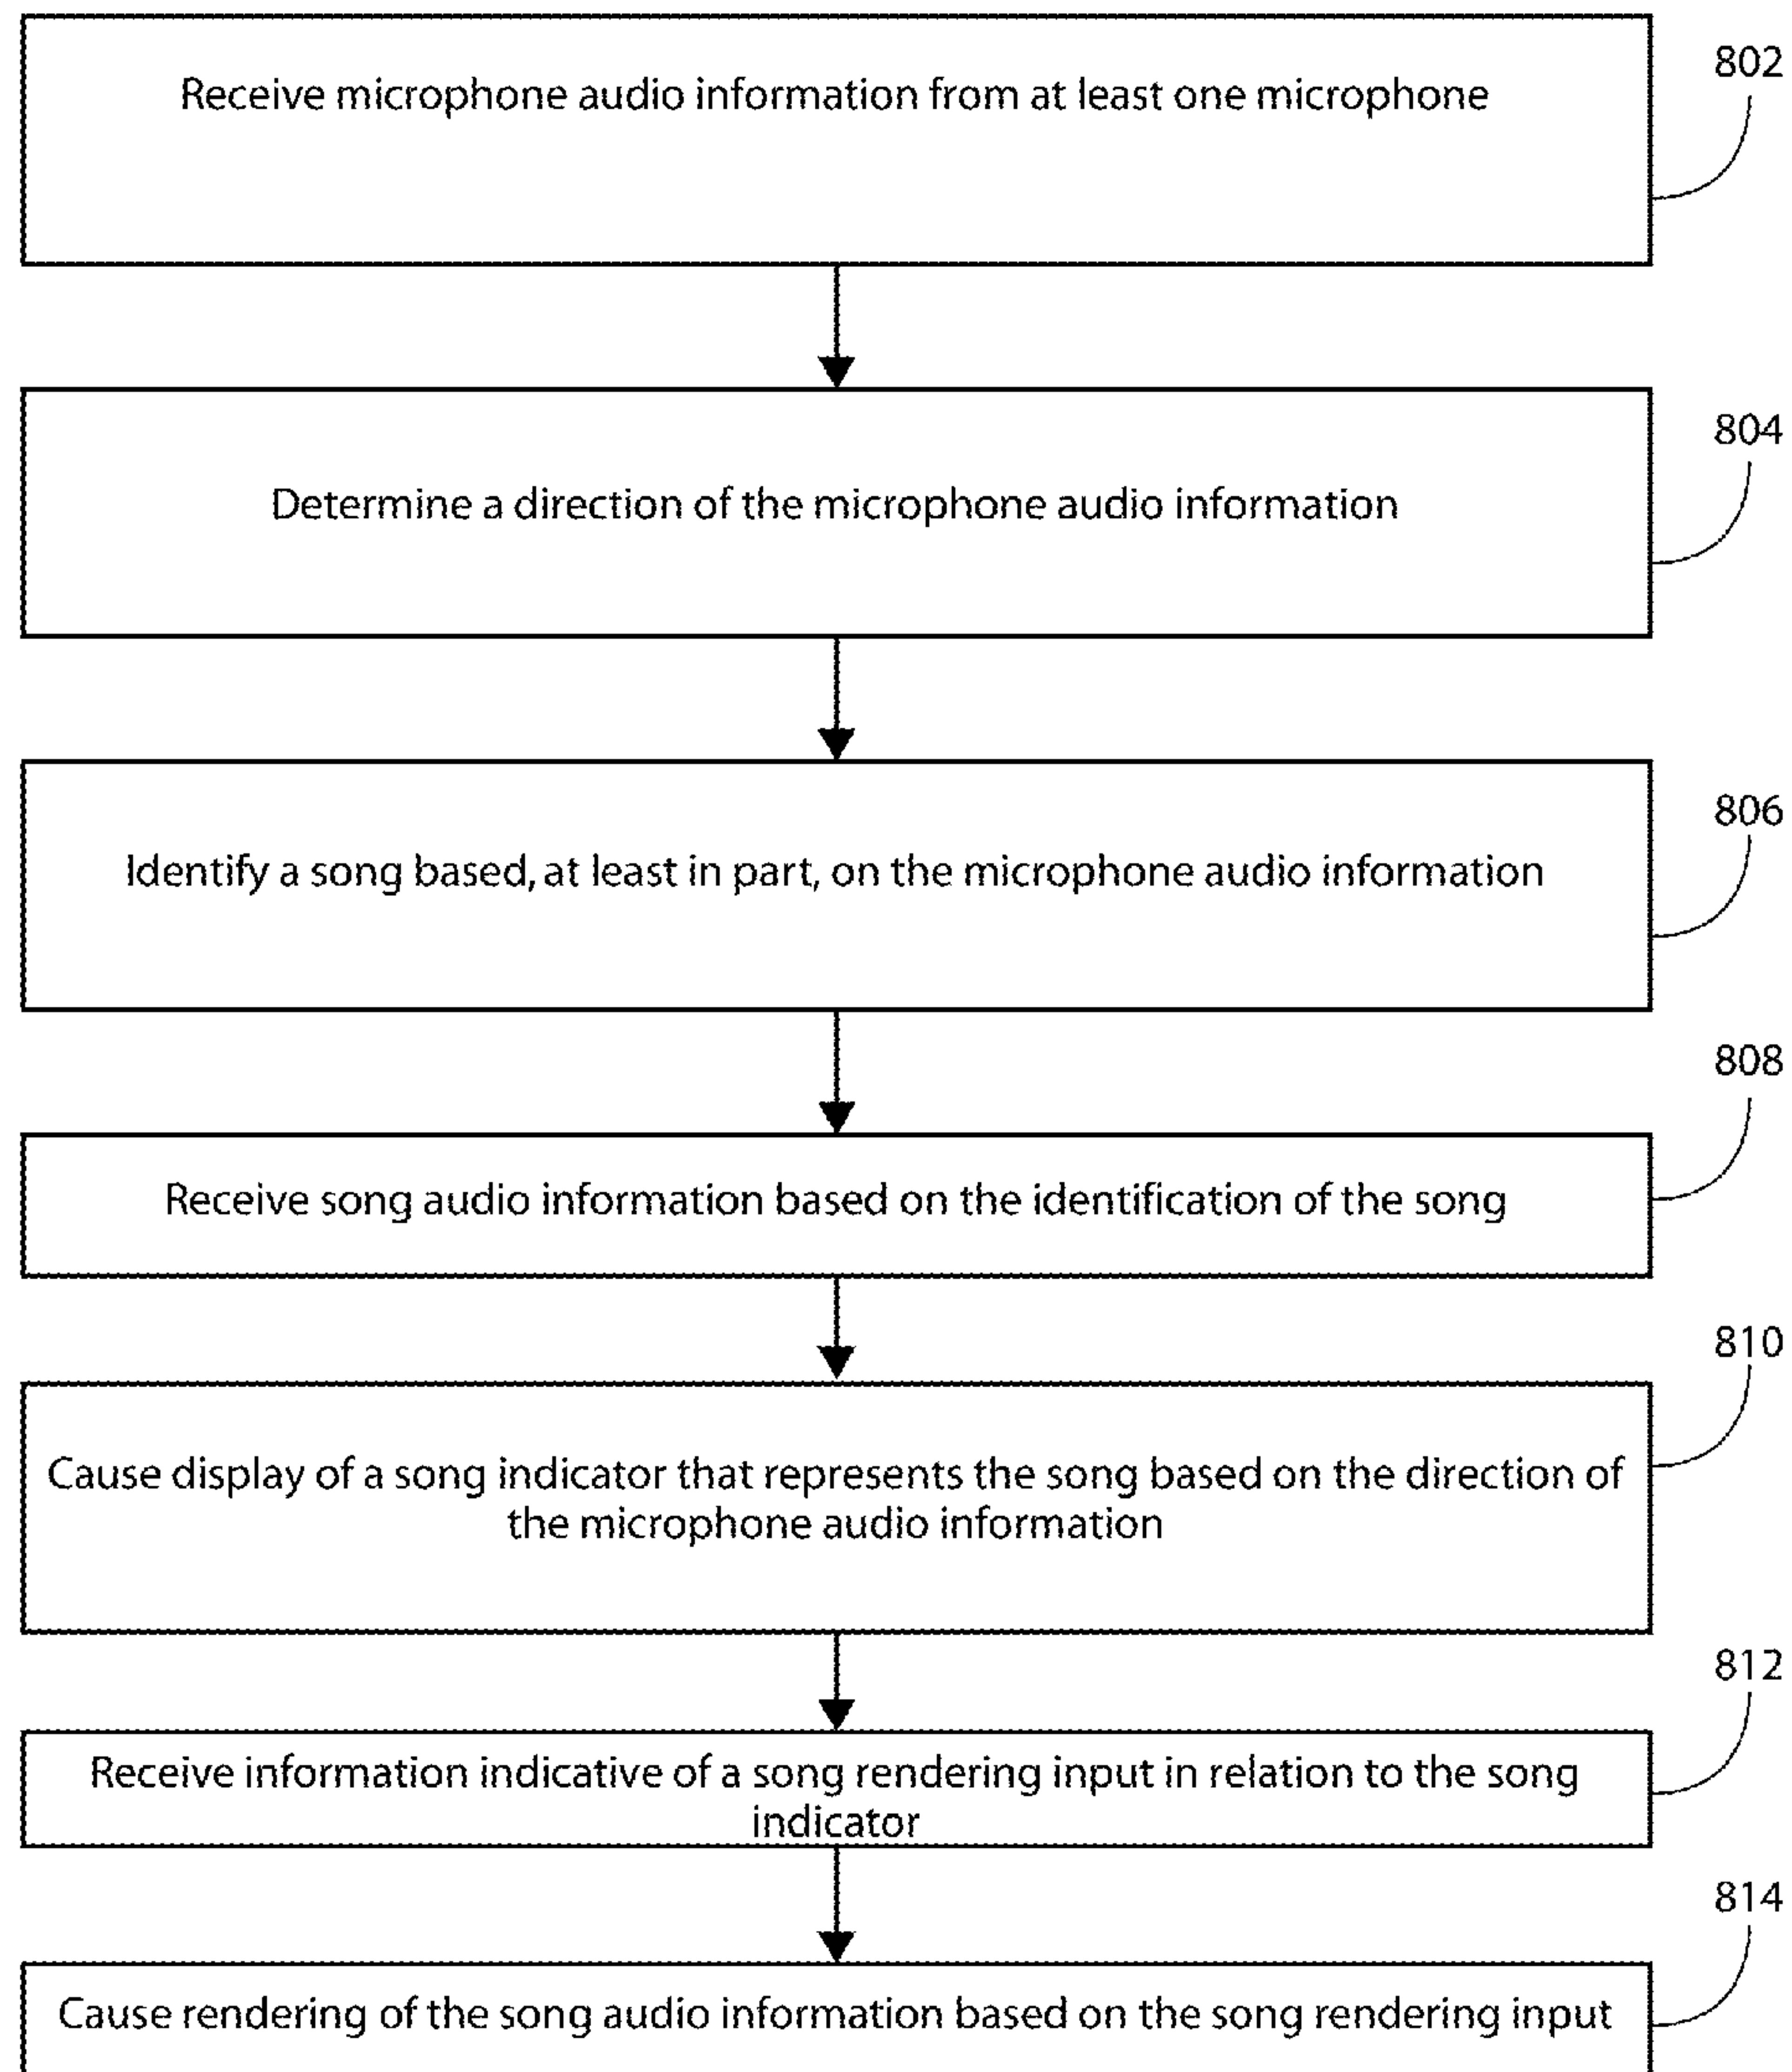 Receive microphone audio information from at least one microphone
802
Determine a direction of the microphone audio information
804
Identify a song based, at least in part, on the microphone audio information
806
Receive song audio information based on the identification of the song
808
Cause display of a song indicator that represents the song based on the direction of
the microphone audio information
810
Receive information indicative of a song rendering input in relation to the song
indicator
812
Cause rendering of the song audio information based on the song rendering input
814